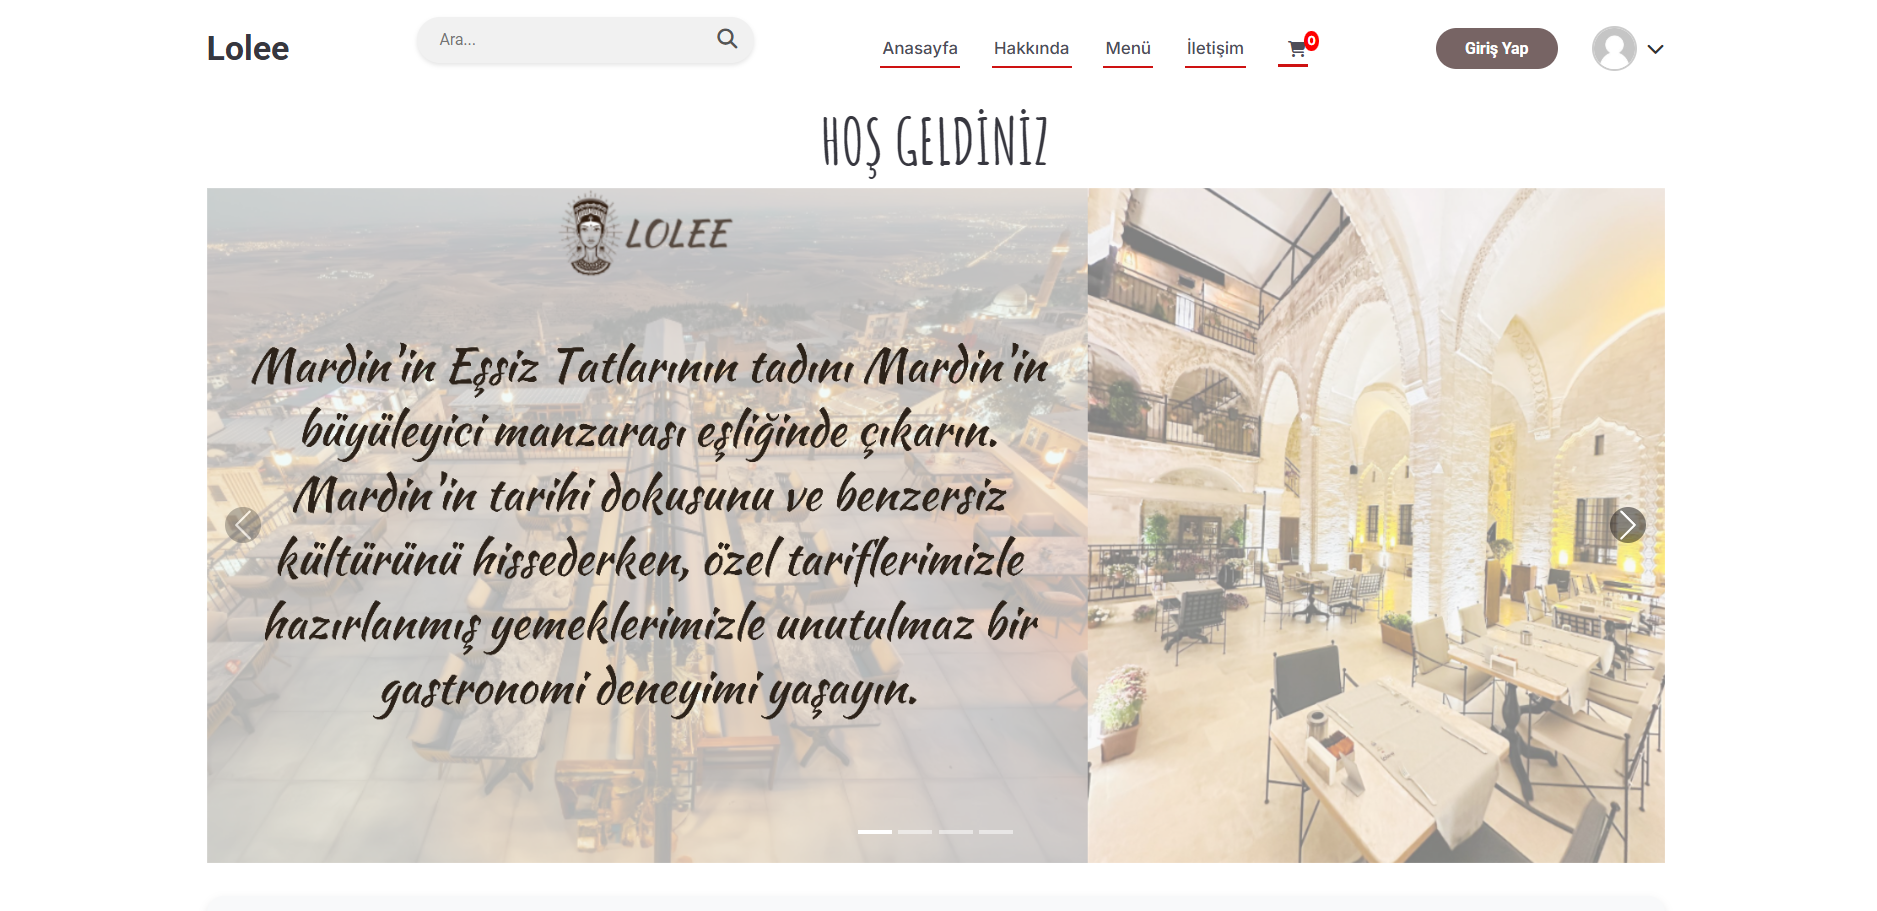 Lolee
Ara...
Anasayfa
Hakkında
Menü
İletişim
0
Giriş Yap
HOŞ GELDİNİZ
LOLEE
Mardin'in Eşsiz Tatlarının tadını Mardin'in
büyüleyici manzarası eşliğinde çıkarın.
Mardin'in tarihi dokusunu ve benzersiz
kültürünü hissederken, özel tariflerimizle
hazırlanmış yemeklerimizle unutulmaz bir
gastronomi deneyimi yaşayın.